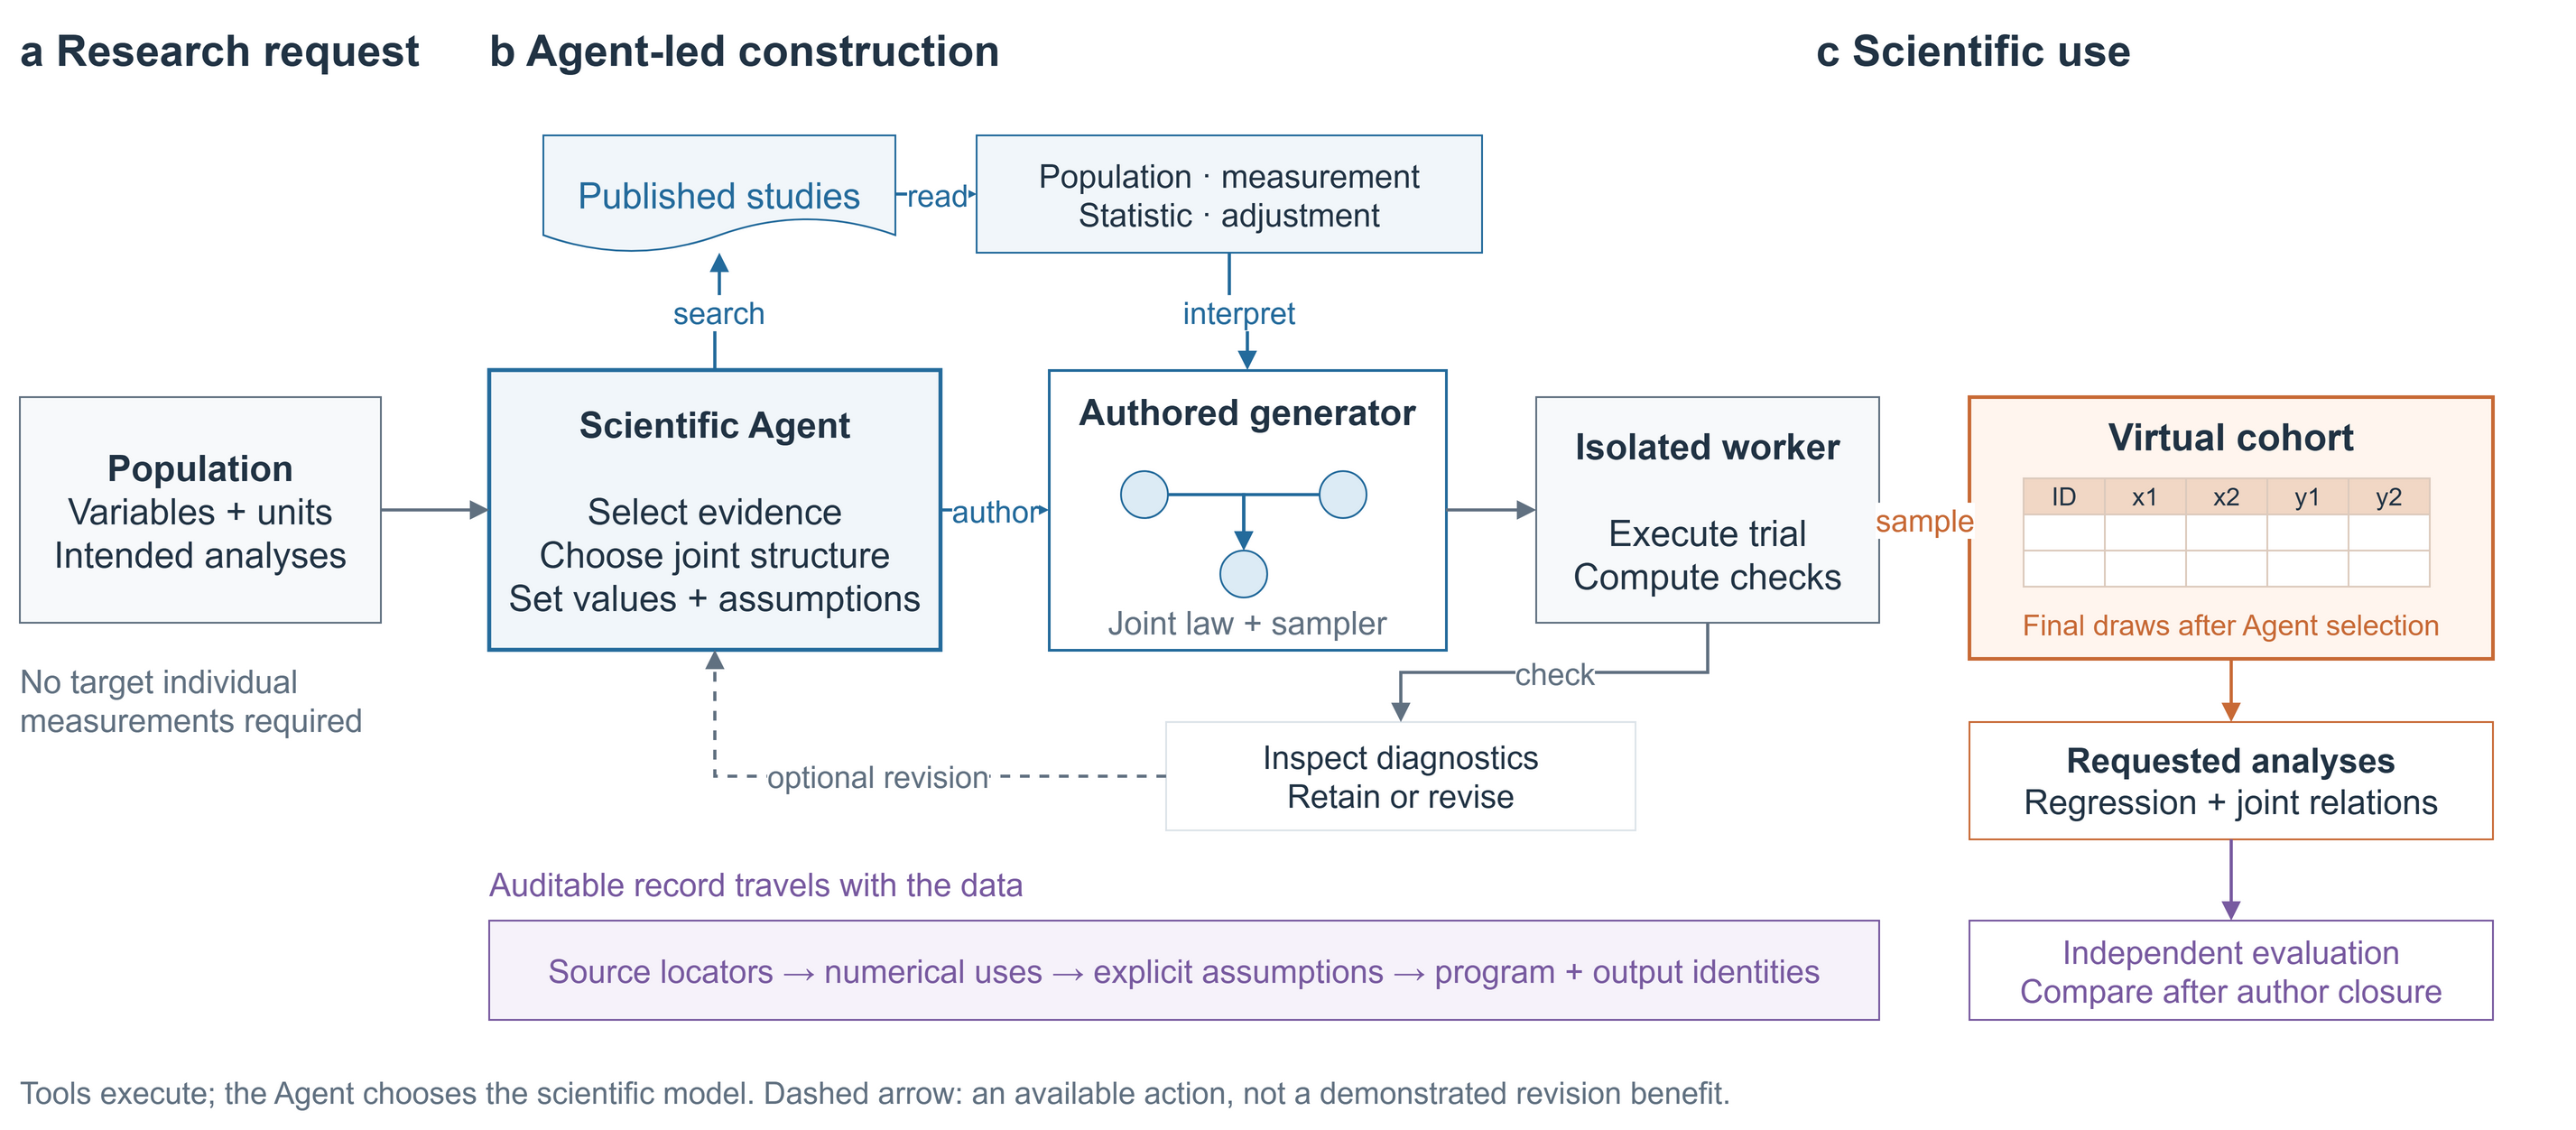 a Research request
b Agent-led construction
c Scientific use
Published studies
read
Population · measurement
Statistic · adjustment
search
interpret
Population
Variables + units
Intended analyses
No target individual
measurements required
Scientific Agent
Select evidence
Choose joint structure
Set values + assumptions
author
Authored generator
Joint law + sampler
Isolated worker
Execute trial
Compute checks
sample
Virtual cohort
ID x1 x2 y1 y2
Final draws after Agent selection
check
Inspect diagnostics
Retain or revise
optional revision
Requested analyses
Regression + joint relations
Auditable record travels with the data
Source locators → numerical uses → explicit assumptions → program + output identities
Independent evaluation
Compare after author closure
Tools execute; the Agent chooses the scientific model. Dashed arrow: an available action, not a demonstrated revision benefit.